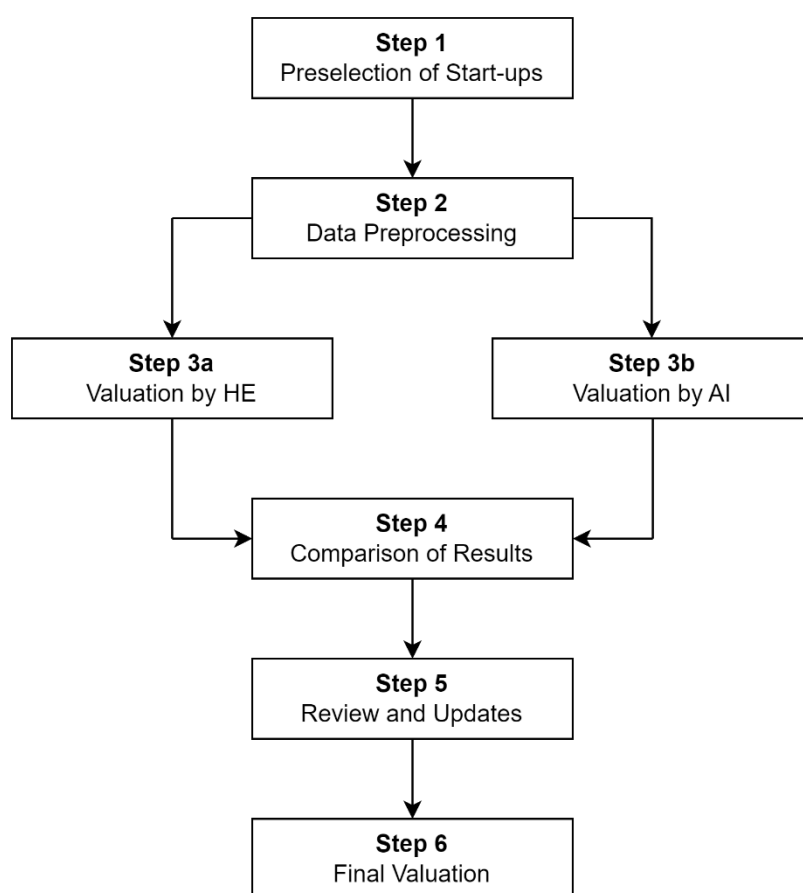 Step 1
Preselection of Start-ups
Step 2
Data Preprocessing
Step 3a
Valuation by HE
Step 3b
Valuation by AI
Step 4
Comparison of Results
Step 5
Review and Updates
Step 6
Final Valuation